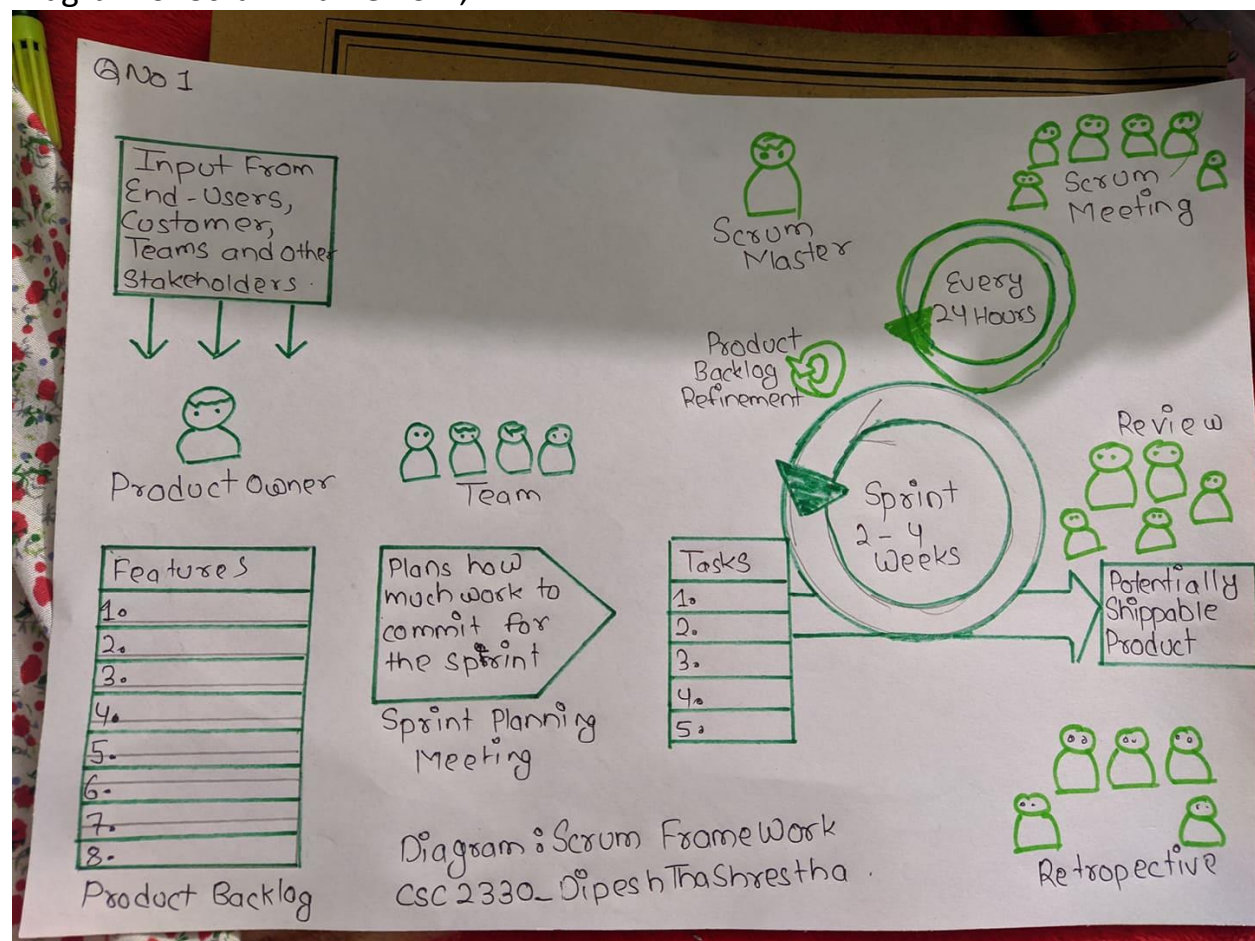 Q No 1
Input From
End-Users,
Costomer,
Teams and other
Stakeholders.
Product Owner
Team
Scrum
Master
Scrum
Meeting
Every
24 Hours
Product
Backlog
Refinement
Sprint
2-4
Weeks
Review
Features
1.
2.
3.
4.
5.
6.
7.
8.
Product Backlog
Plans how
much work to
commit for
the sprint
Sprint Planning
Meeting
Tasks
1.
2.
3.
4.
5.
Potentially
Shippable
Product
Retropective
Diagram: Scrum FrameWork
CSC2330_DipeshThaShrestha.